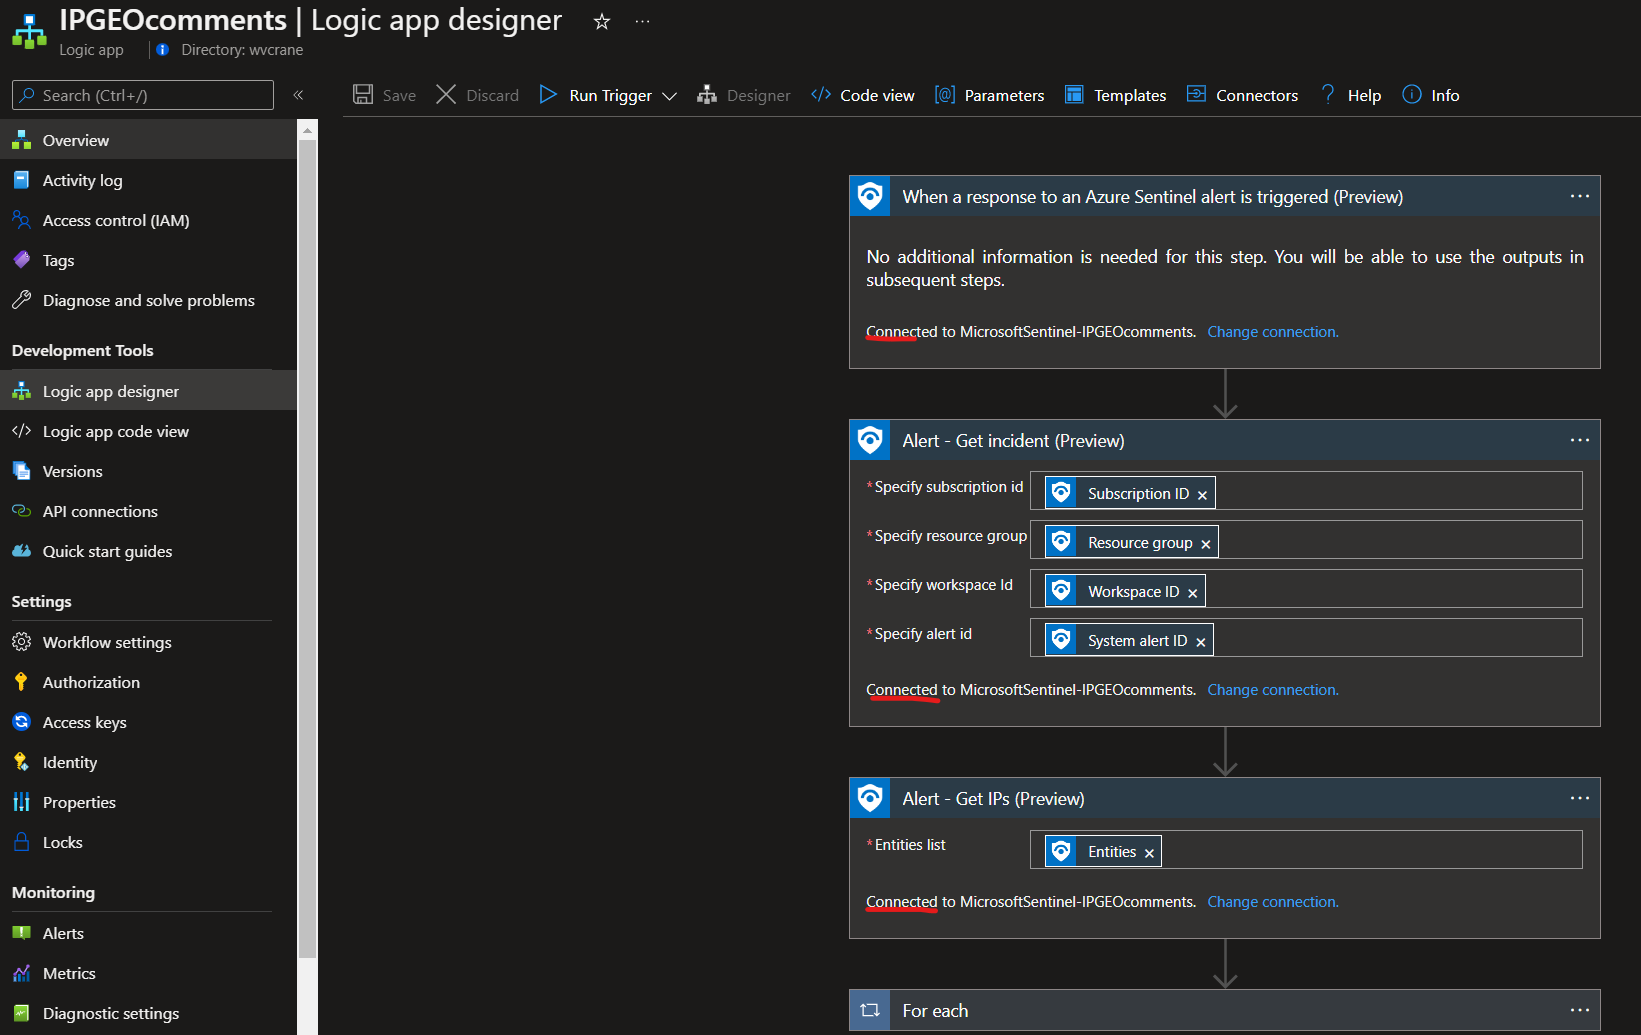 IPGEOcomments | Logic app designer
Logic app
Directory: wvcrane
Search (Ctrl+/)
«
Save
Discard
Run Trigger
Designer
Code view
Parameters
Templates
Connectors
Help
Info
Overview
Activity log
Access control (IAM)
Tags
Diagnose and solve problems
Development Tools
Logic app designer
Logic app code view
Versions
API connections
Quick start guides
Settings
Workflow settings
Authorization
Access keys
Identity
Properties
Locks
Monitoring
Alerts
Metrics
Diagnostic settings
When a response to an Azure Sentinel alert is triggered (Preview)
No additional information is needed for this step. You will be able to use the outputs in
subsequent steps.
Connected to MicrosoftSentinel-IPGEOcomments. Change connection.
Alert - Get incident (Preview)
*Specify subscription id
Subscription ID ×
*Specify resource group
Resource group ×
*Specify workspace Id
Workspace ID ×
*Specify alert id
System alert ID ×
Connected to MicrosoftSentinel-IPGEOcomments. Change connection.
Alert - Get IPs (Preview)
*Entities list
Entities ×
Connected to MicrosoftSentinel-IPGEOcomments. Change connection.
For each